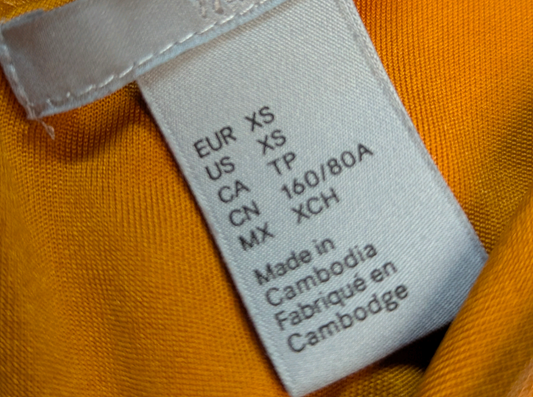 EUR XS
US XS
CA TP
CN 160/80A
MX XCH
Made in
Cambodia
Fabriqué en
Cambodge